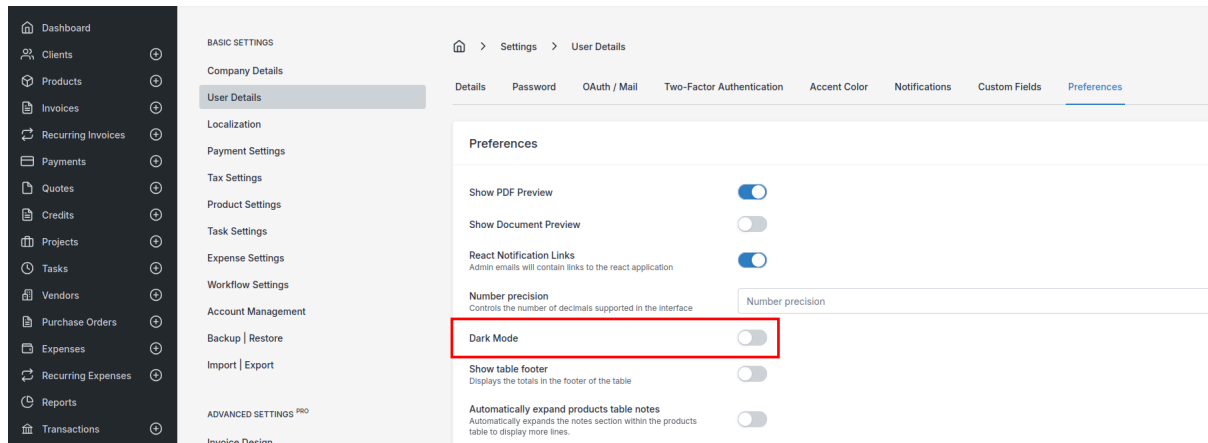 Dashboard
Clients
Products
Invoices
Recurring Invoices
Payments
Quotes
Credits
Projects
Tasks
Vendors
Purchase Orders
Expenses
Recurring Expenses
Reports
Transactions
BASIC SETTINGS
Company Details
User Details
Localization
Payment Settings
Tax Settings
Product Settings
Task Settings
Expense Settings
Workflow Settings
Account Management
Backup | Restore
Import | Export
ADVANCED SETTINGS PRO
Invoice Design
Settings > User Details
Details Password OAuth / Mail Two-Factor Authentication Accent Color Notifications Custom Fields Preferences
Preferences
Show PDF Preview
Show Document Preview
React Notification Links
Admin emails will contain links to the react application
Number precision
Controls the number of decimals supported in the interface
Number precision
Dark Mode
Show table footer
Displays the totals in the footer of the table
Automatically expand products table notes
Automatically expands the notes section within the products
table to display more lines.